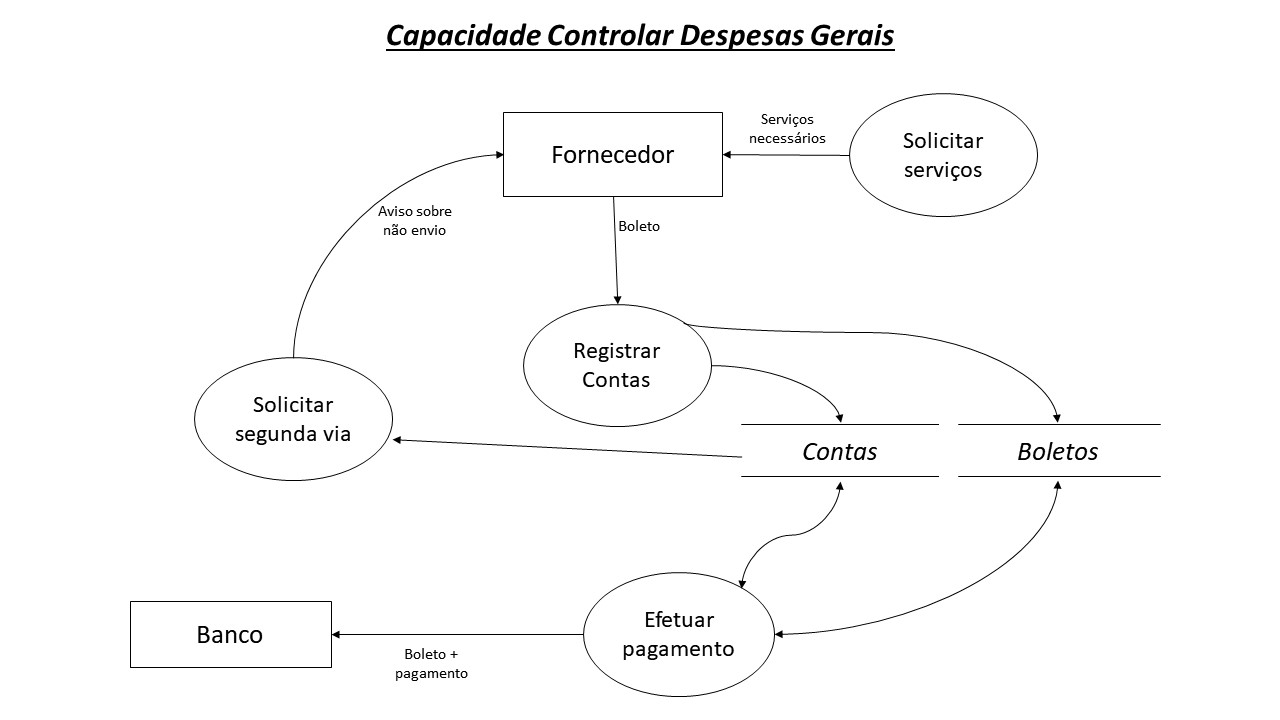 Capacidade Controlar Despesas Gerais
Serviços
necessários
Solicitar
serviços
Fornecedor
Aviso sobre
não envio
Boleto
Registrar
Contas
Solicitar
segunda via
Contas
Boletos
Efetuar
pagamento
Banco
Boleto +
pagamento